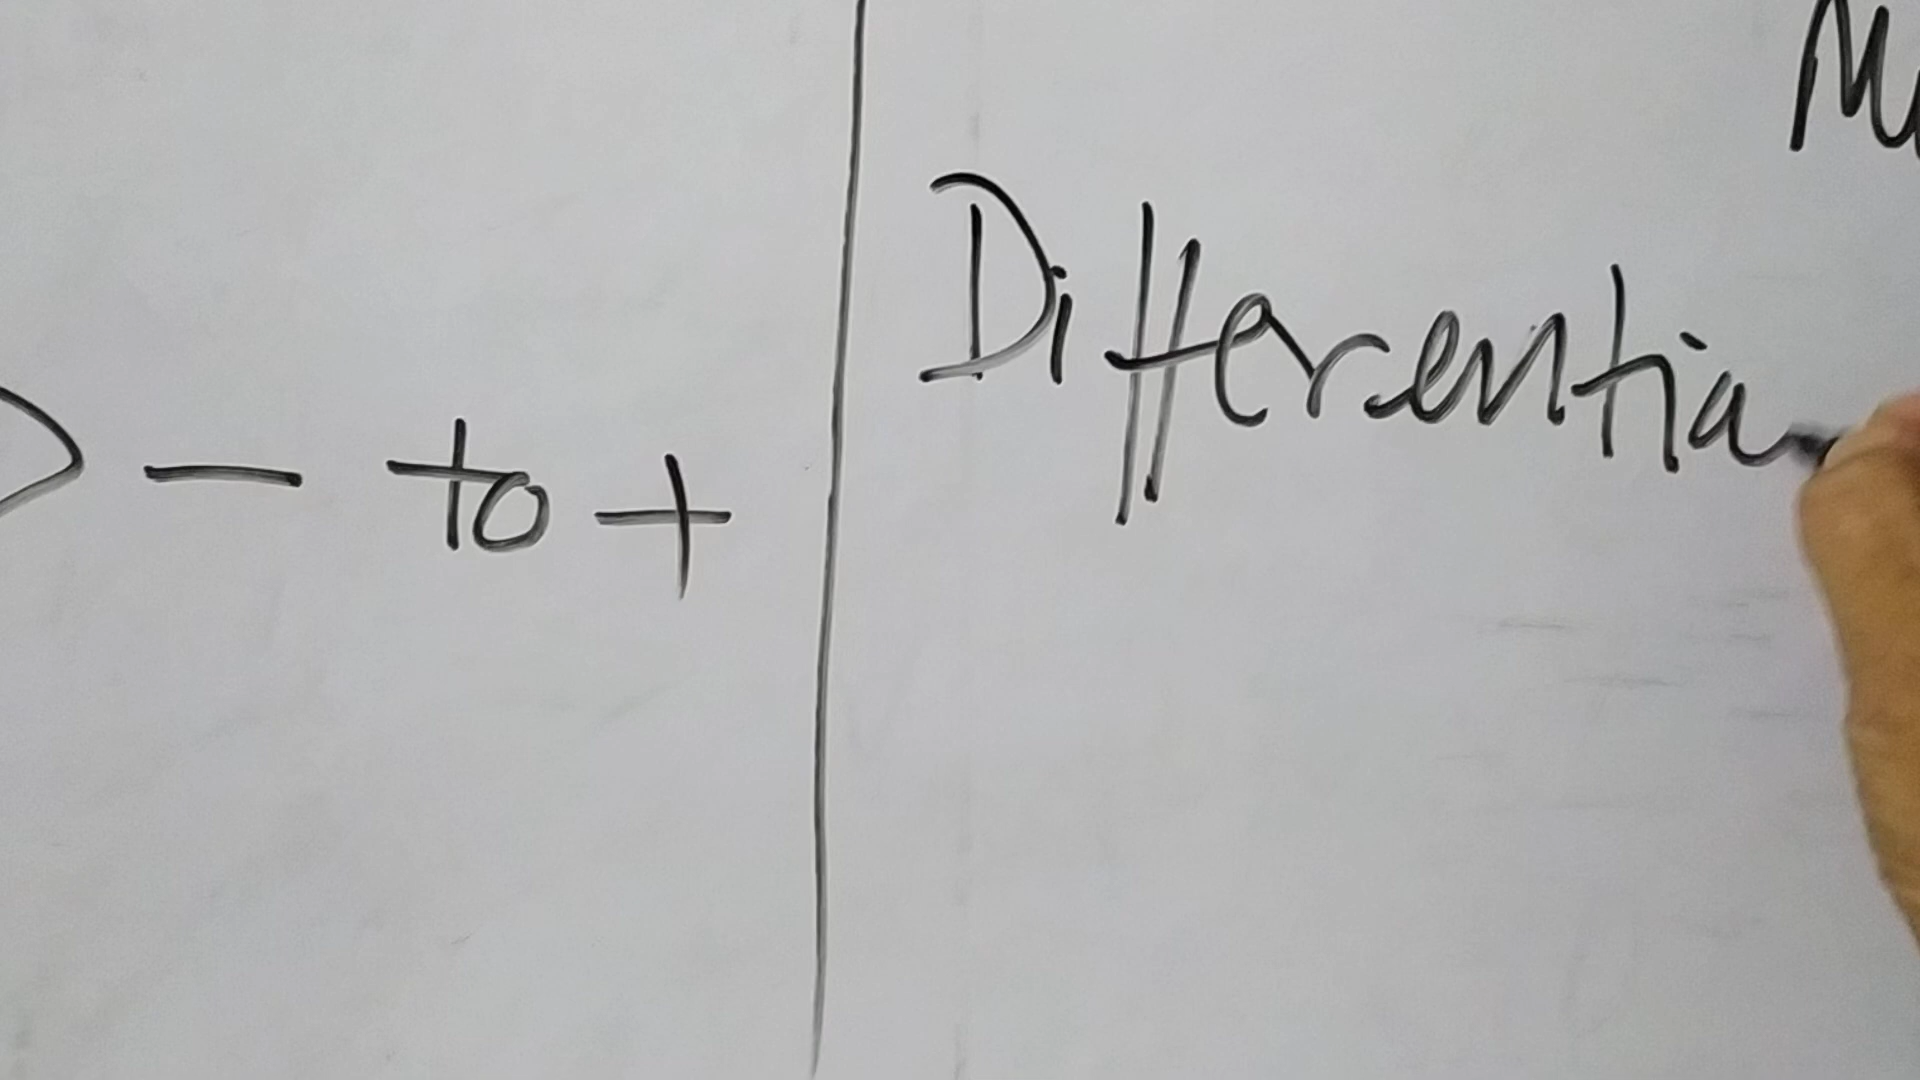 - to +
Differentia